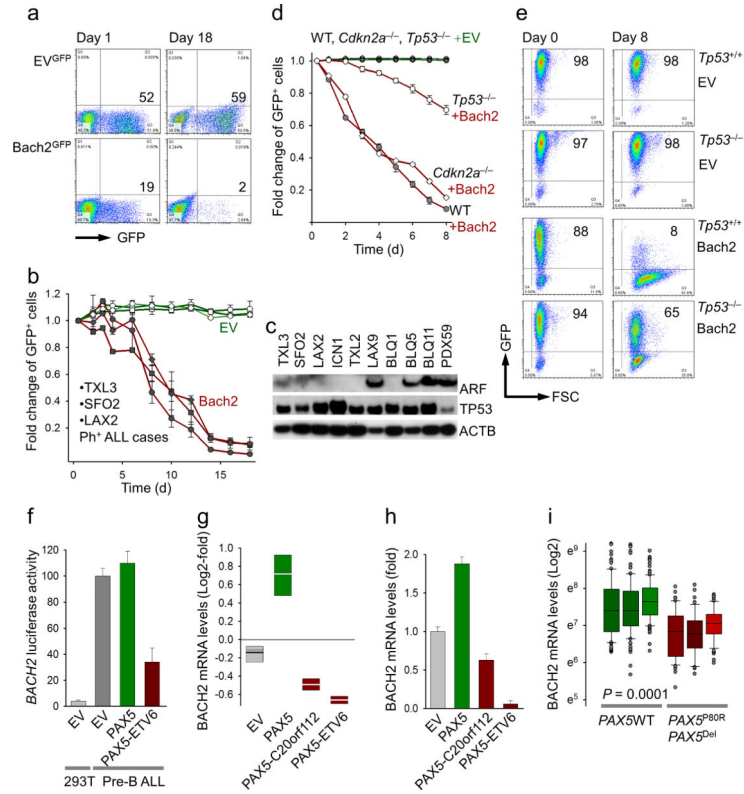 a
Day 1
Day 18
EVGFP
52
59
Bach2GFP
19
2
GFP
b
Fold change of GFP+ cells
1.2
1.0
0.8
0.6
0.4
0.2
EV
Bach2
•TXL3
•SFO2
•LAX2
Ph+ ALL cases
0
5
10
15
Time (d)
c
TXL3
SFO2
LAX2
ICN1
TXL2
LAX9
BLQ1
BLQ5
BLQ11
PDX59
ARF
TP53
ACTB
d
WT, Cdkn2a–/–, Tp53–/– +EV
Fold change of GFP+ cells
1.0
0.8
0.6
0.4
0.2
Tp53–/–
+Bach2
Cdkn2a–/–
+Bach2
WT
+Bach2
0
2
4
6
8
Time (d)
e
Day 0
Day 8
98
98
Tp53+/+
EV
97
98
Tp53–/–
EV
88
8
Tp53+/+
Bach2
94
65
Tp53–/–
Bach2
GFP
FSC
f
BACH2 luciferase activity
120
100
80
60
40
20
0
EV
EV
PAX5
PAX5-ETV6
293T
Pre-B ALL
g
BACH2 mRNA levels (Log2-fold)
1.0
0.8
0.6
0.4
0.2
-0.0
-0.2
-0.4
-0.6
EV
PAX5
PAX5-C20orf112
PAX5-ETV6
h
BACH2 mRNA levels (fold)
2.0
1.5
1.0
0.5
0.0
EV
PAX5
PAX5-C20orf112
PAX5-ETV6
i
BACH2 mRNA levels (Log2)
e9
e8
e7
e6
e5
P = 0.0001
PAX5WT
PAX5P80R
PAX5Del